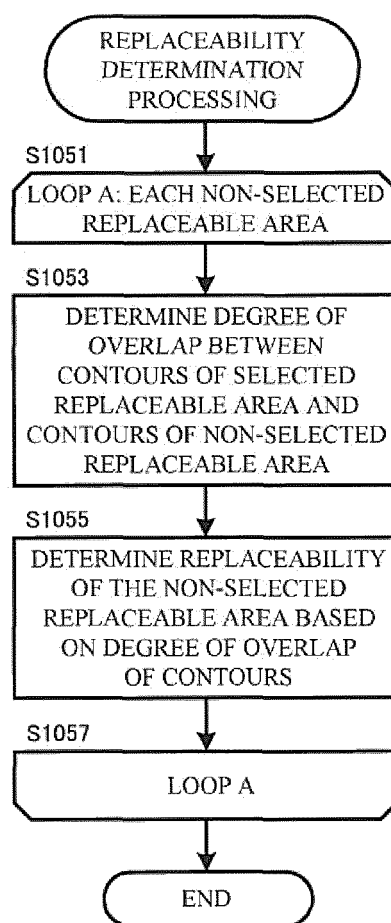 REPLACEABILITY
DETERMINATION
PROCESSING
S1051
LOOP A: EACH NON-SELECTED
REPLACEABLE AREA
S1053
DETERMINE DEGREE OF
OVERLAP BETWEEN
CONTOURS OF SELECTED
REPLACEABLE AREA AND
CONTOURS OF NON-SELECTED
REPLACEABLE AREA
S1055
DETERMINE REPLACEABILITY
OF THE NON-SELECTED
REPLACEABLE AREA BASED
ON DEGREE OF OVERLAP
OF CONTOURS
S1057
LOOP A
END